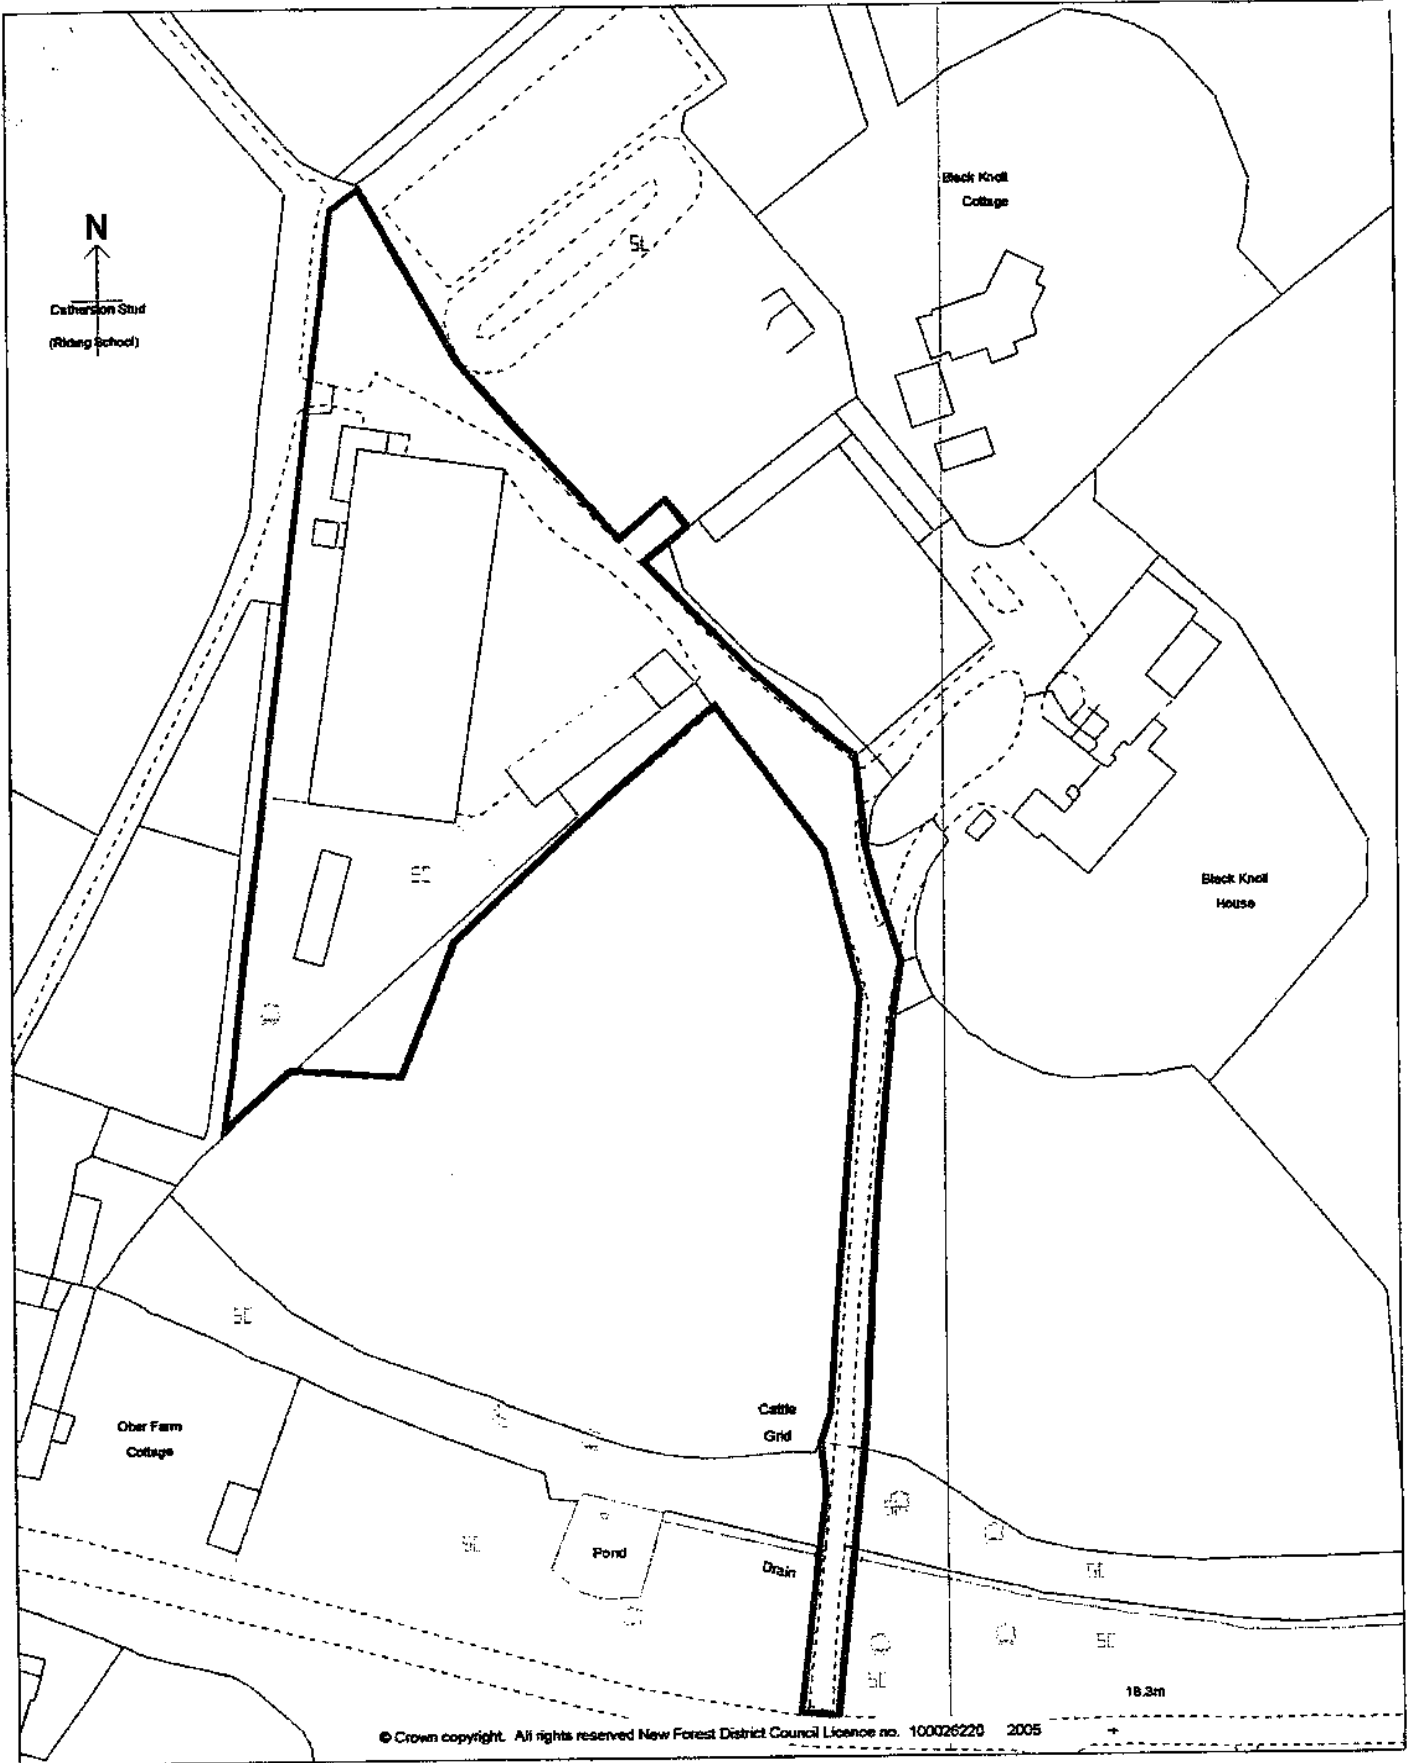 Black Knoll
Cottage
N
Catherston Stud
(Riding School)
Black Knoll
House
Cattle
Grid
Ober Farm
Cottage
Pond
Drain
18.3m
© Crown copyright. All rights reserved New Forest District Council Licence no. 100026220 2005